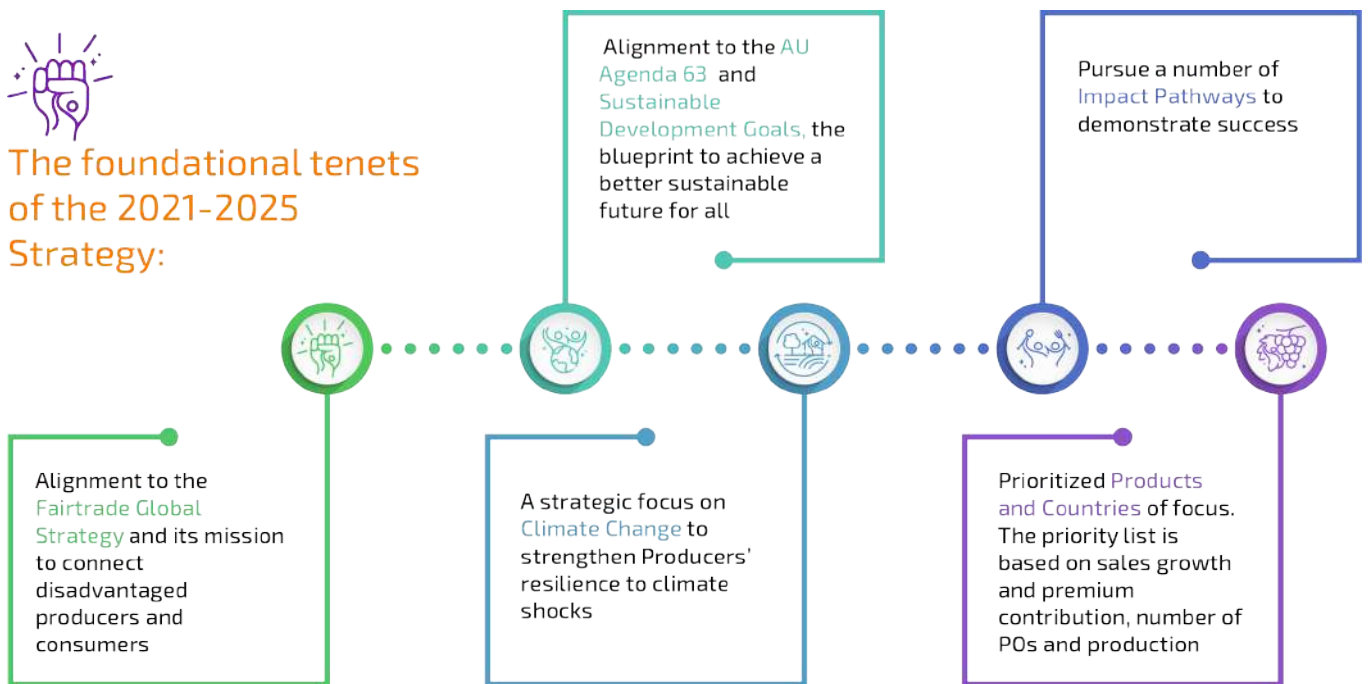 The foundational tenets
of the 2021-2025
Strategy:
Alignment to the
Fairtrade Global
Strategy and its mission
to connect
disadvantaged
producers and
consumers
Alignment to the AU
Agenda 63 and
Sustainable
Development Goals, the
blueprint to achieve a
better sustainable
future for all
A strategic focus on
Climate Change to
strengthen Producers’
resilience to climate
shocks
Pursue a number of
Impact Pathways to
demonstrate success
Prioritized Products
and Countries of focus.
The priority list is
based on sales growth
and premium
contribution, number of
POs and production